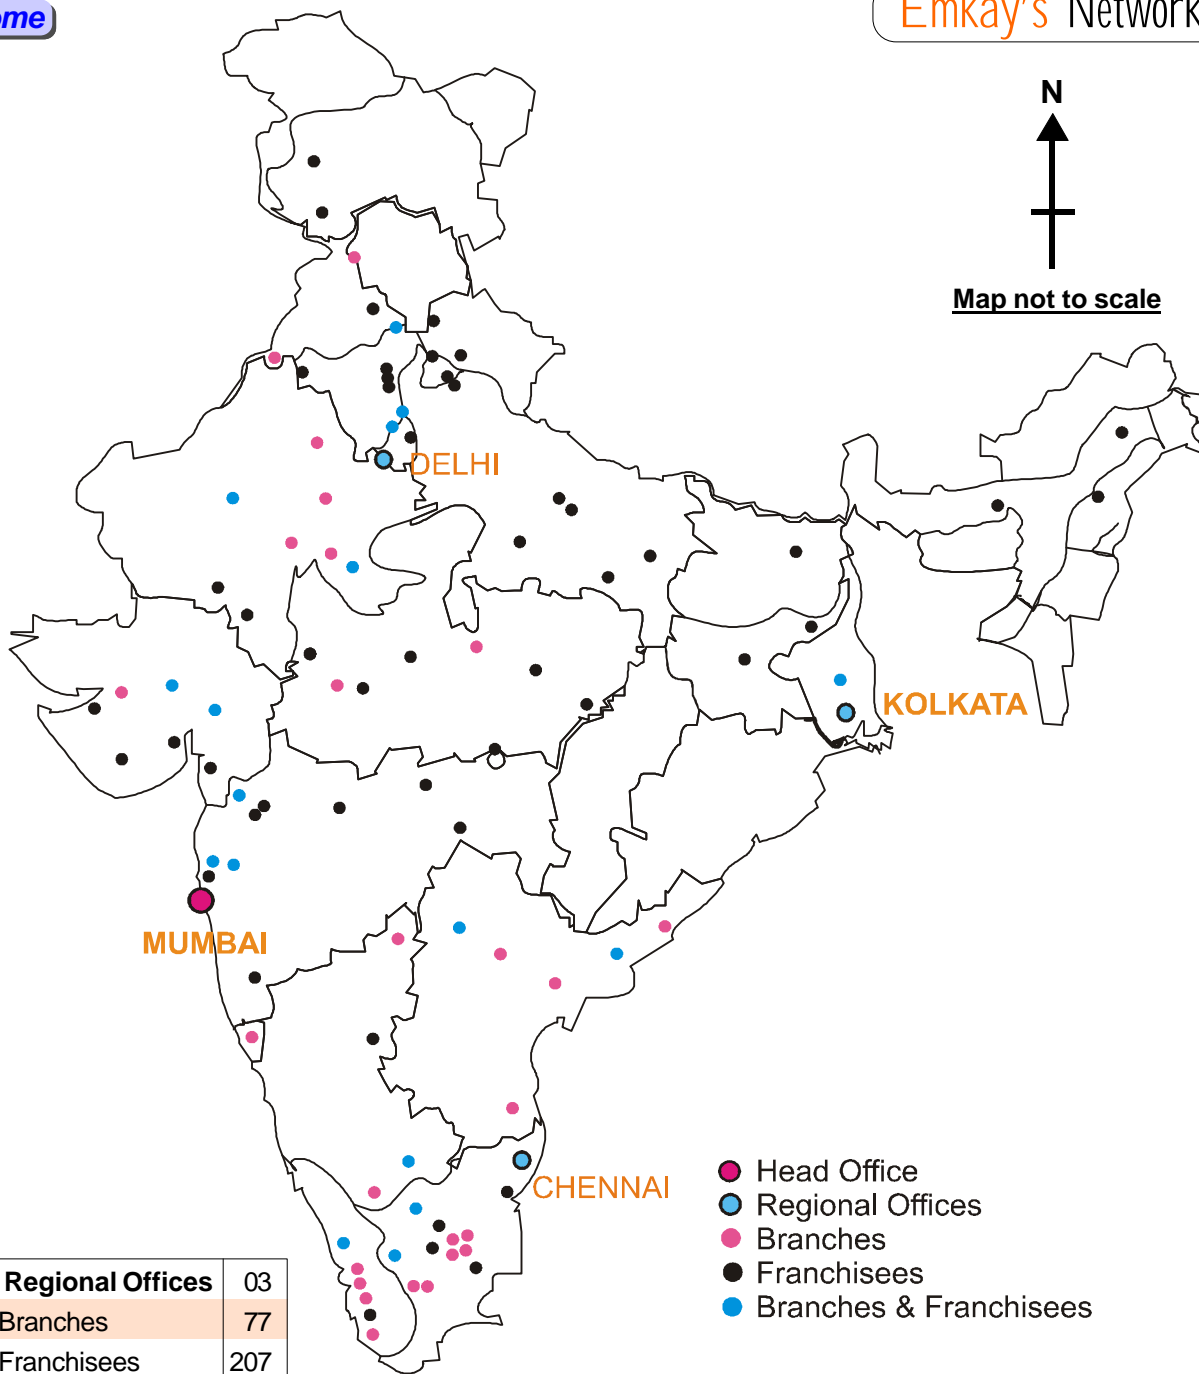 ome
Emkay's Network
N
Map not to scale
DELHI
KOLKATA
MUMBAI
CHENNAI
Head Office
Regional Offices
Branches
Franchisees
Branches & Franchisees
Regional Offices 03
Branches 77
Franchisees 207